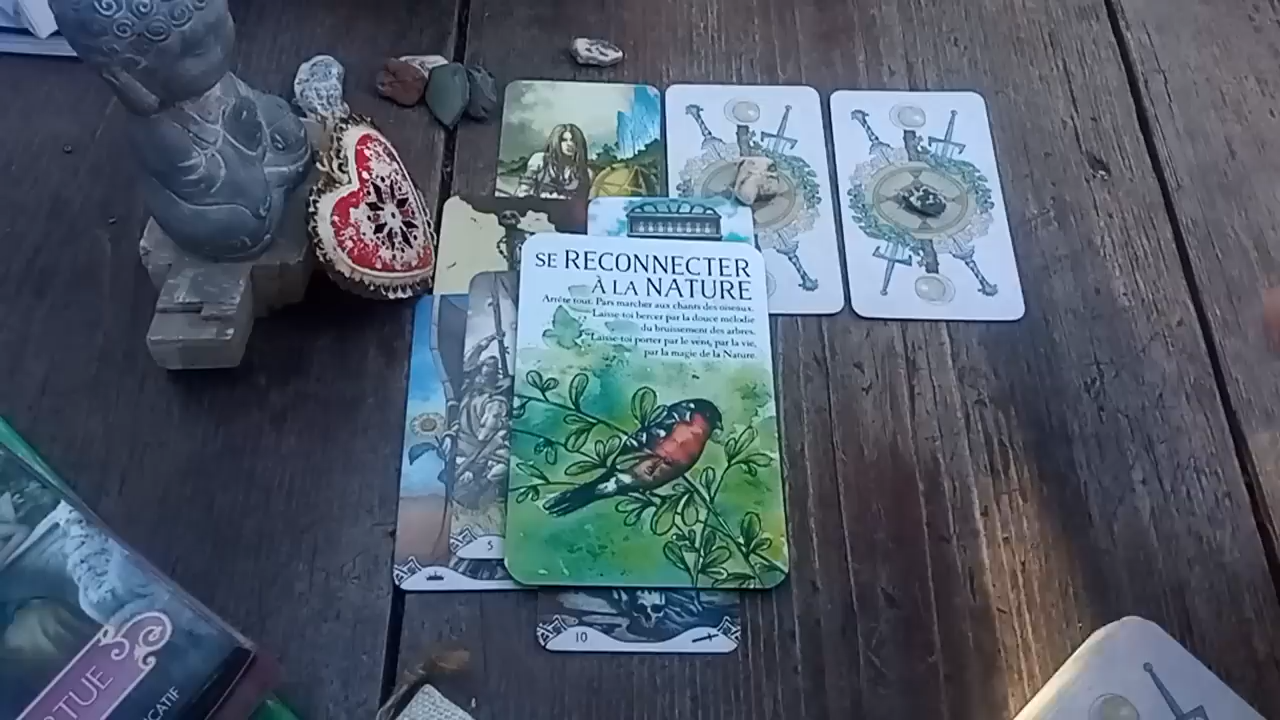 SE RECONNECTER
À LA NATURE
Arrête tout. Pars marcher aux chants des oiseaux.
Laisse-toi bercer par la douce mélodie
du bruissement des arbres.
Laisse-toi porter par le vent, par la vie,
par la magie de la Nature.
5
10
RTUE
ICATIF